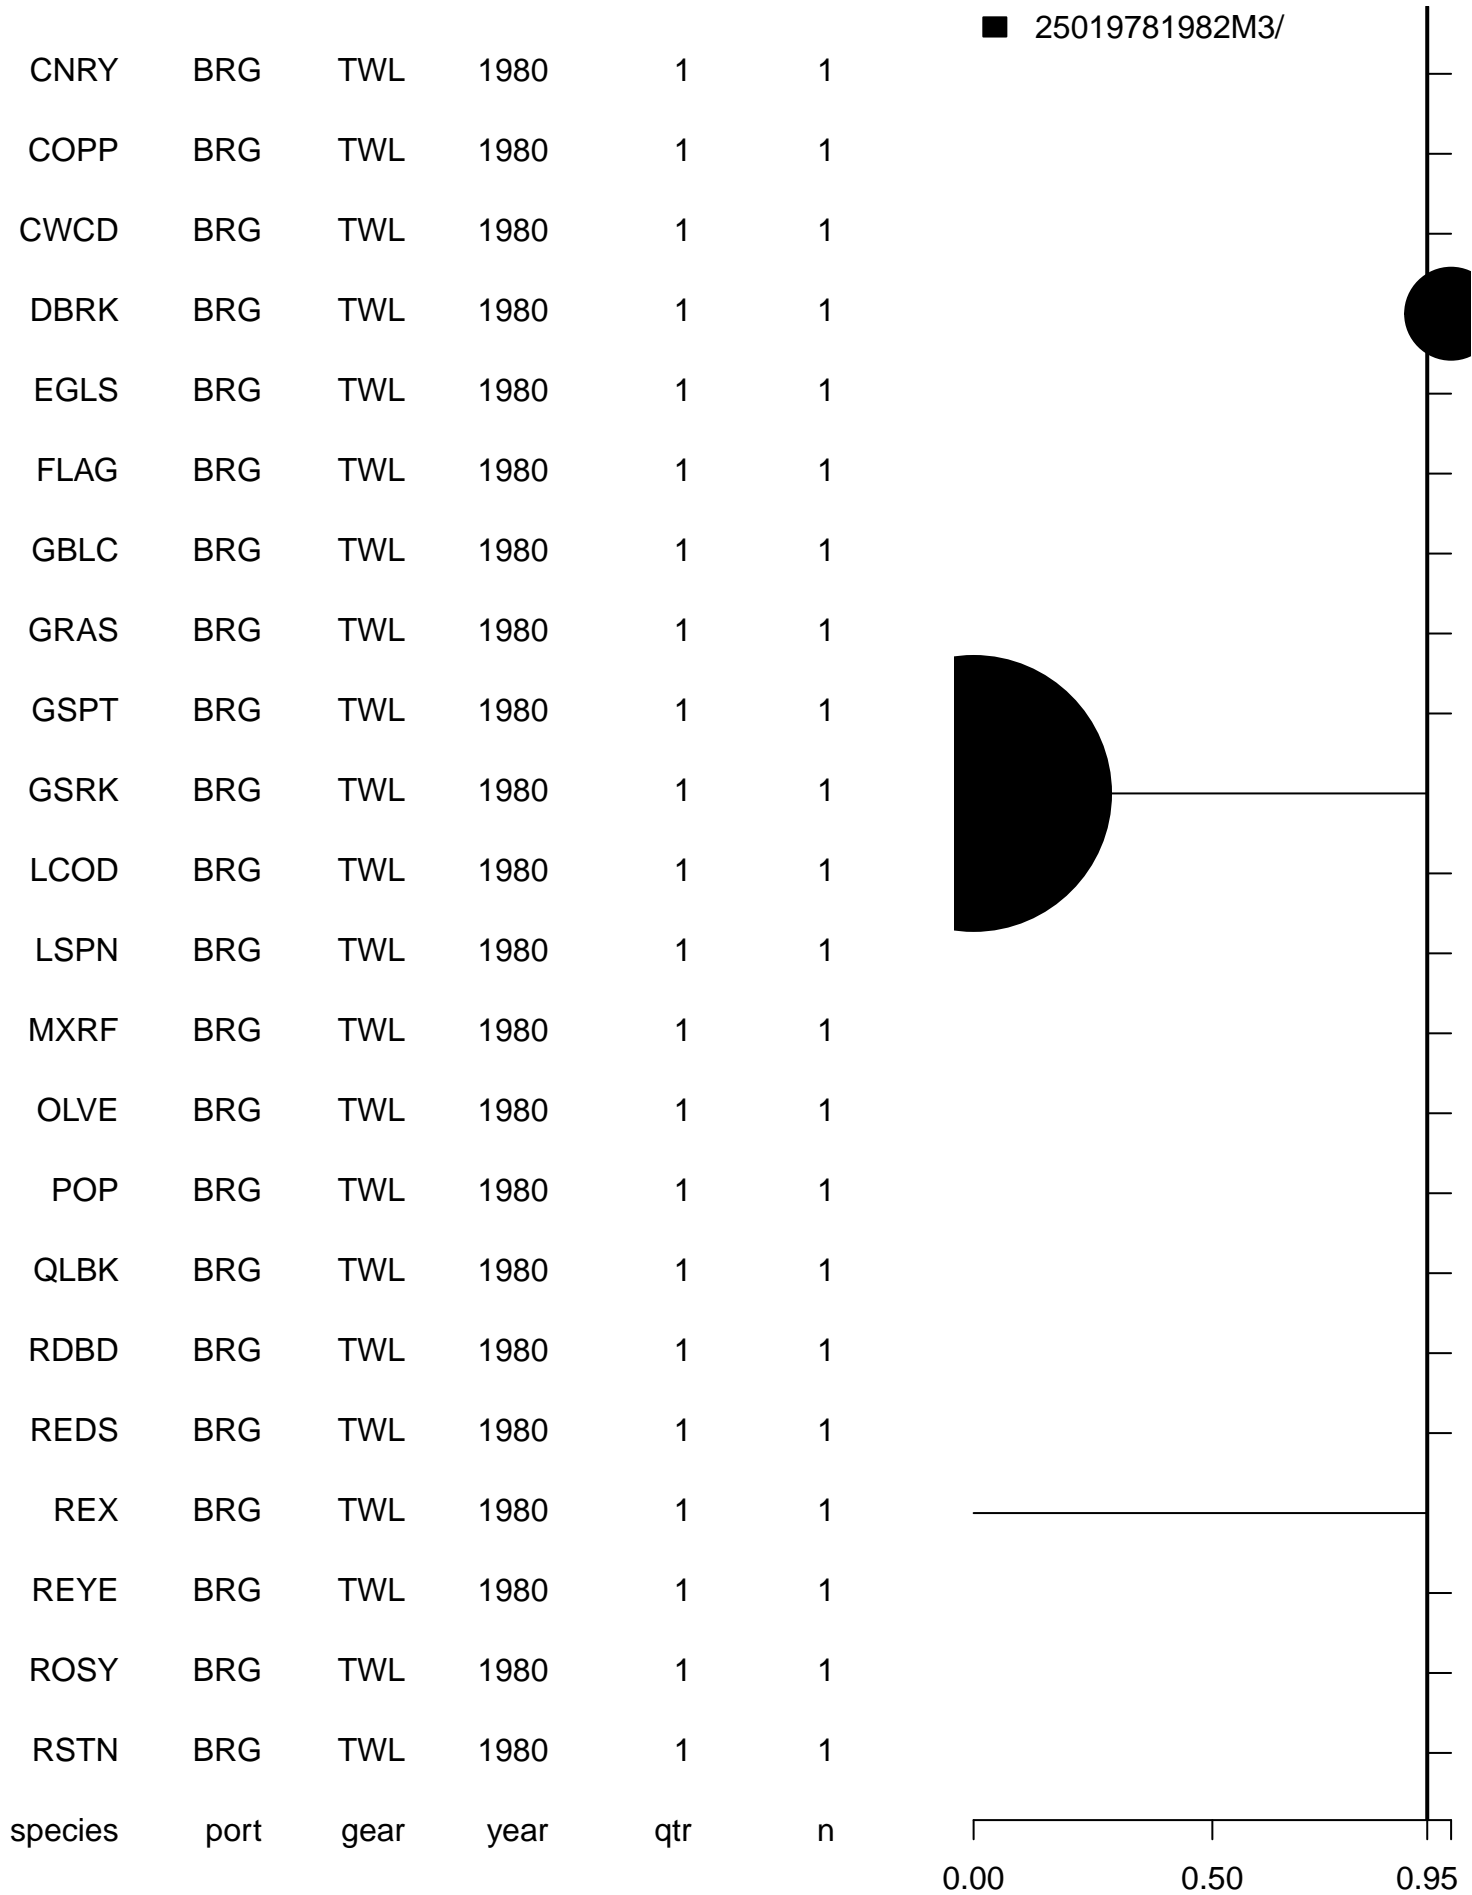 25019781982M3/
CNRY BRG TWL 1980 1 1
COPP BRG TWL 1980 1 1
CWCD BRG TWL 1980 1 1
DBRK BRG TWL 1980 1 1
EGLS BRG TWL 1980 1 1
FLAG BRG TWL 1980 1 1
GBLC BRG TWL 1980 1 1
GRAS BRG TWL 1980 1 1
GSPT BRG TWL 1980 1 1
GSRK BRG TWL 1980 1 1
LCOD BRG TWL 1980 1 1
LSPN BRG TWL 1980 1 1
MXRF BRG TWL 1980 1 1
OLVE BRG TWL 1980 1 1
POP BRG TWL 1980 1 1
QLBK BRG TWL 1980 1 1
RDBD BRG TWL 1980 1 1
REDS BRG TWL 1980 1 1
REX BRG TWL 1980 1 1
REYE BRG TWL 1980 1 1
ROSY BRG TWL 1980 1 1
RSTN BRG TWL 1980 1 1
species port gear year qtr n
0.00 0.50 0.95